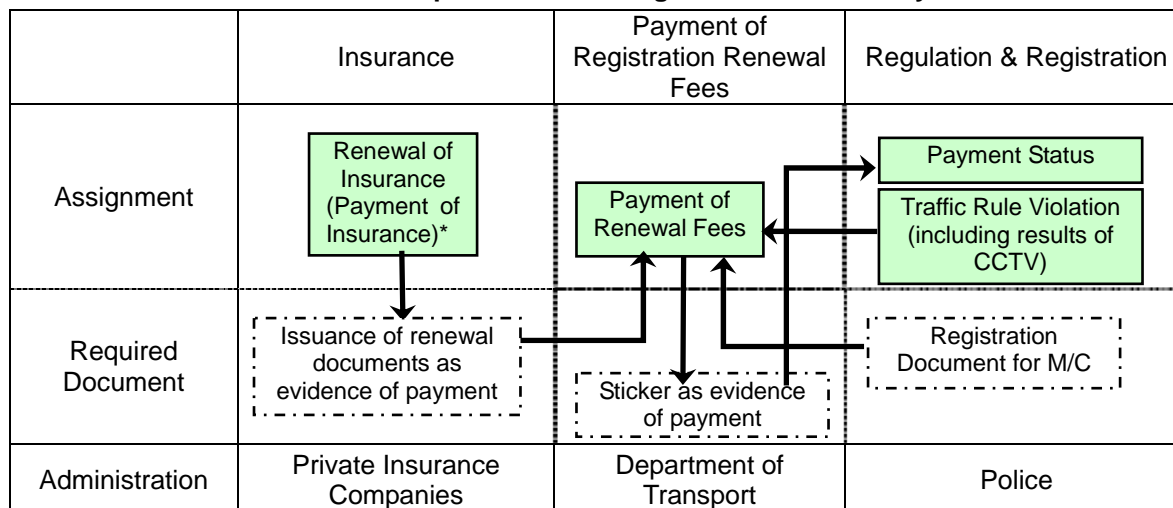 Insurance
Payment of
Registration Renewal
Fees
Regulation & Registration
Assignment
Renewal of
Insurance
(Payment of
Insurance)*
Payment of
Renewal Fees
Payment Status
Traffic Rule Violation
(including results of
CCTV)
Required
Document
Issuance of renewal
documents as
evidence of payment
Sticker as evidence
of payment
Registration
Document for M/C
Administration
Private Insurance
Companies
Department of
Transport
Police